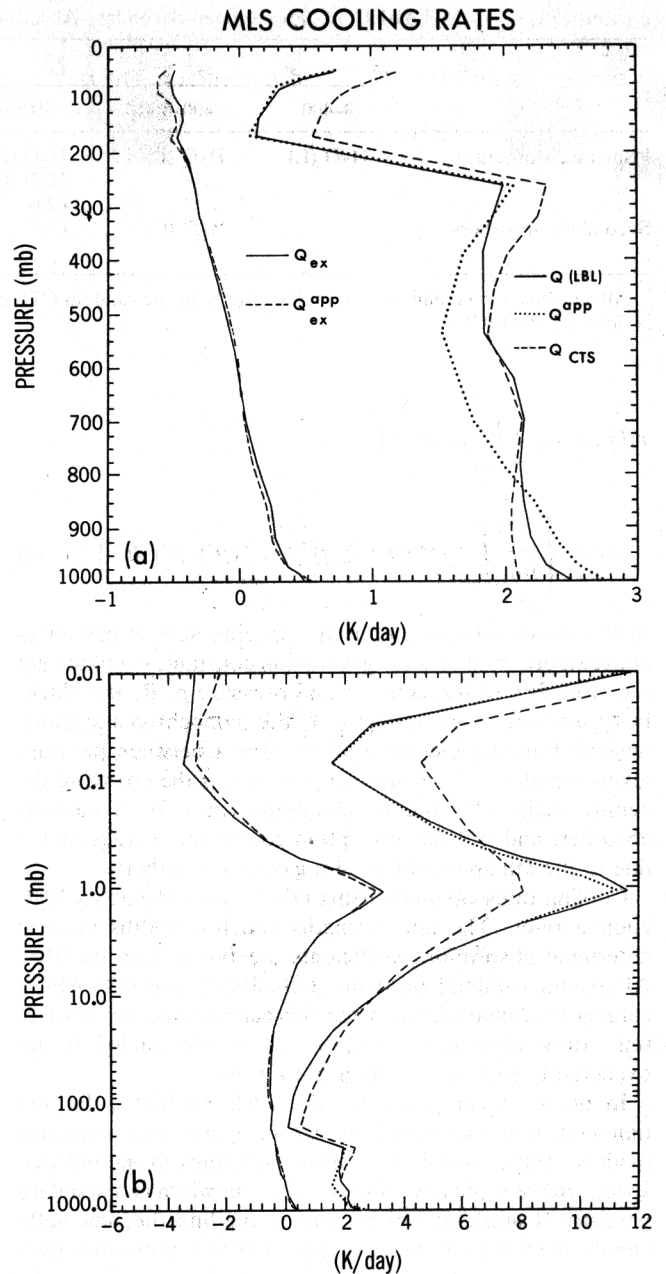 MLS COOLING RATES
0
100
200
300
400
500
600
700
800
900
1000
PRESSURE (mb)
Q ex
Q app ex
Q (LBL)
Q app
Q CTS
(a)
-1 0 1 2 3
(K/day)
0.01
0.1
1.0
10.0
100.0
1000.0
PRESSURE (mb)
(b)
-6 -4 -2 0 2 4 6 8 10 12
(K/day)